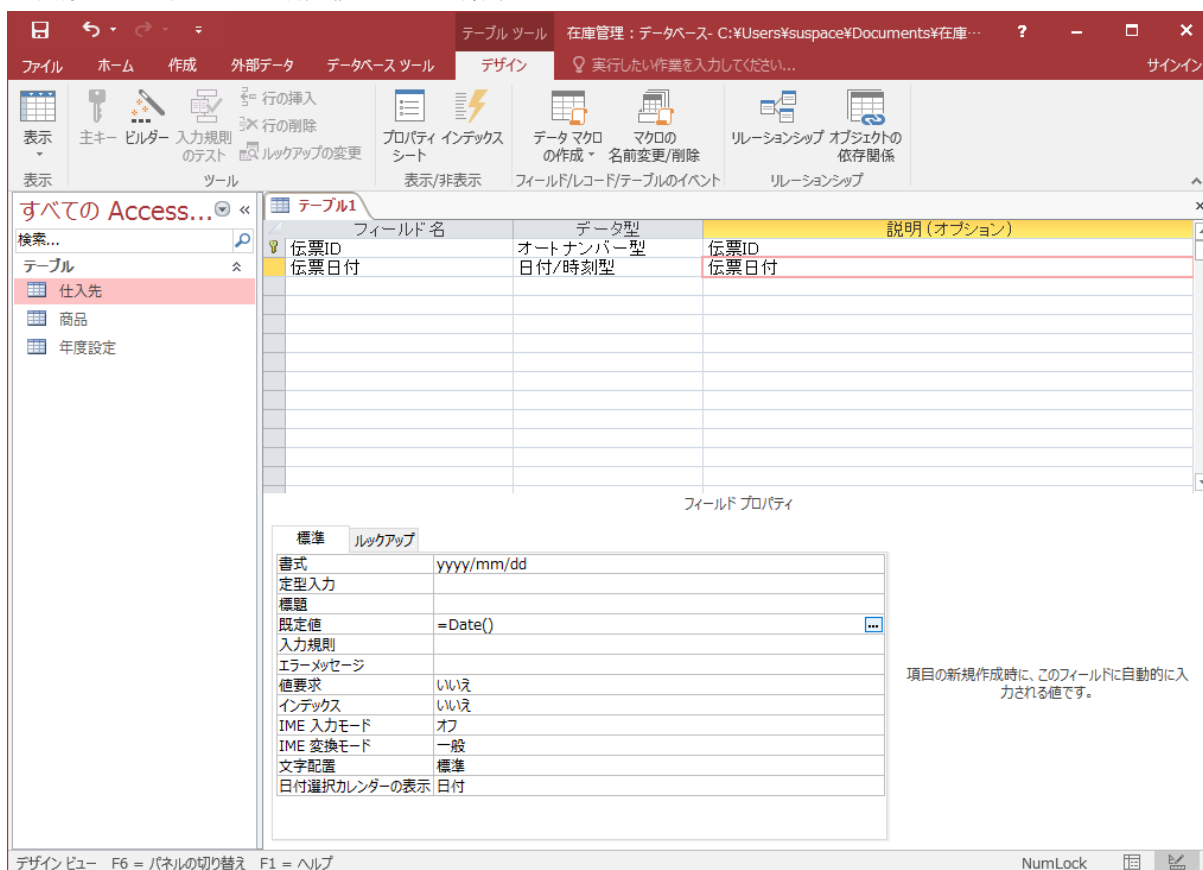 テーブル ツール 在庫管理：データベース- C:¥Users¥suspace¥Documents¥在庫… ?
ファイル ホーム 作成 外部データ データベース ツール デザイン 実行したい作業を入力してください... サインイン
表示 主キー ビルダー 入力規則のテスト 行の挿入 行の削除 ルックアップの変更 プロパティ シート インデックス データ マクロの作成 マクロの名前変更/削除 リレーションシップ オブジェクトの依存関係
表示 ツール 表示/非表示 フィールド/レコード/テーブルのイベント リレーションシップ
すべての Access... «
検索...
テーブル
仕入先
商品
年度設定
テーブル1
フィールド名 データ型 説明 (オプション)
伝票ID オートナンバー型 伝票ID
伝票日付 日付/時刻型 伝票日付
フィールド プロパティ
標準 ルックアップ
書式 yyyy/mm/dd
定型入力
標題
既定値 =Date() ...
入力規則
エラーメッセージ
値要求 いいえ
インデックス いいえ
IME 入力モード オフ
IME 変換モード 一般
文字配置 標準
日付選択カレンダーの表示 日付
項目の新規作成時に、このフィールドに自動的に入
力される値です。
デザイン ビュー F6 = パネルの切り替え F1 = ヘルプ NumLock